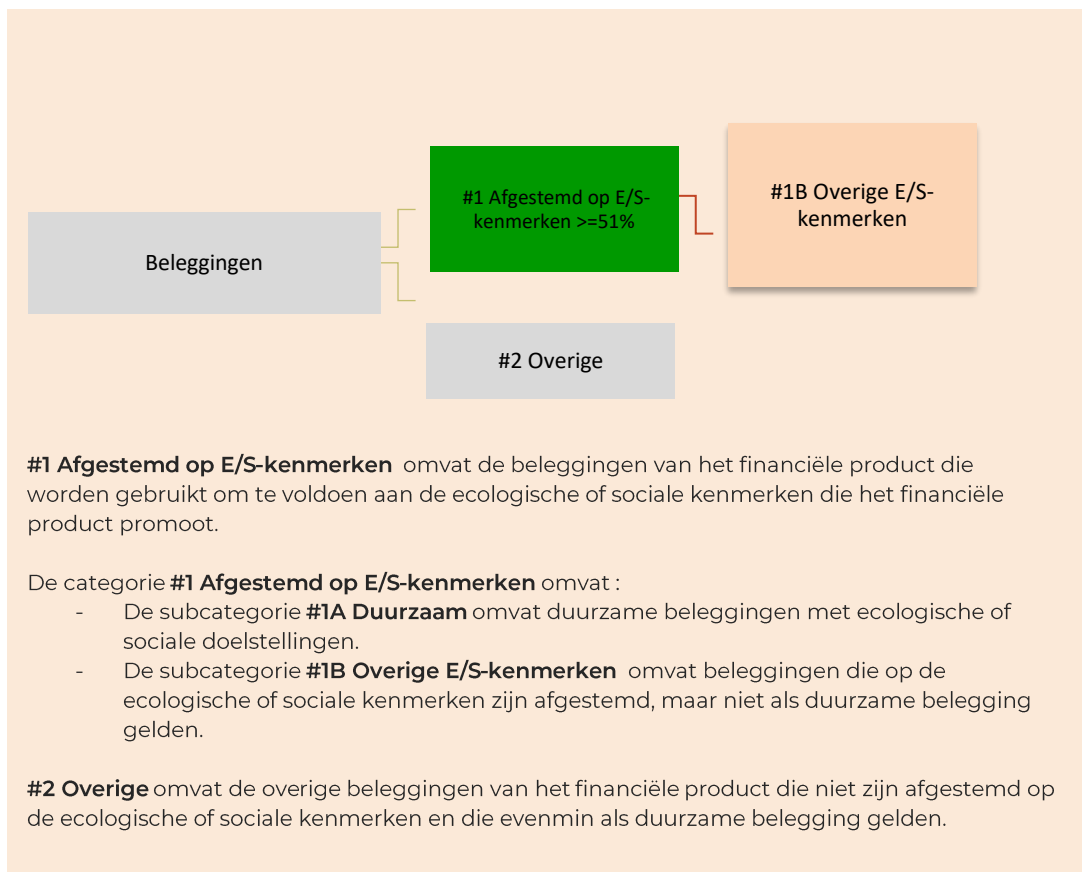 #1 Afgestemd op E/S-
kenmerken >=51%
#1B Overige E/S-
kenmerken
Beleggingen
#2 Overige
#1 Afgestemd op E/S-kenmerken omvat de beleggingen van het financiële product die
worden gebruikt om te voldoen aan de ecologische of sociale kenmerken die het financiële
product promoot.
De categorie #1 Afgestemd op E/S-kenmerken omvat :
- De subcategorie #1A Duurzaam omvat duurzame beleggingen met ecologische of
sociale doelstellingen.
- De subcategorie #1B Overige E/S-kenmerken omvat beleggingen die op de
ecologische of sociale kenmerken zijn afgestemd, maar niet als duurzame belegging
gelden.
#2 Overige omvat de overige beleggingen van het financiële product die niet zijn afgestemd op
de ecologische of sociale kenmerken en die evenmin als duurzame belegging gelden.